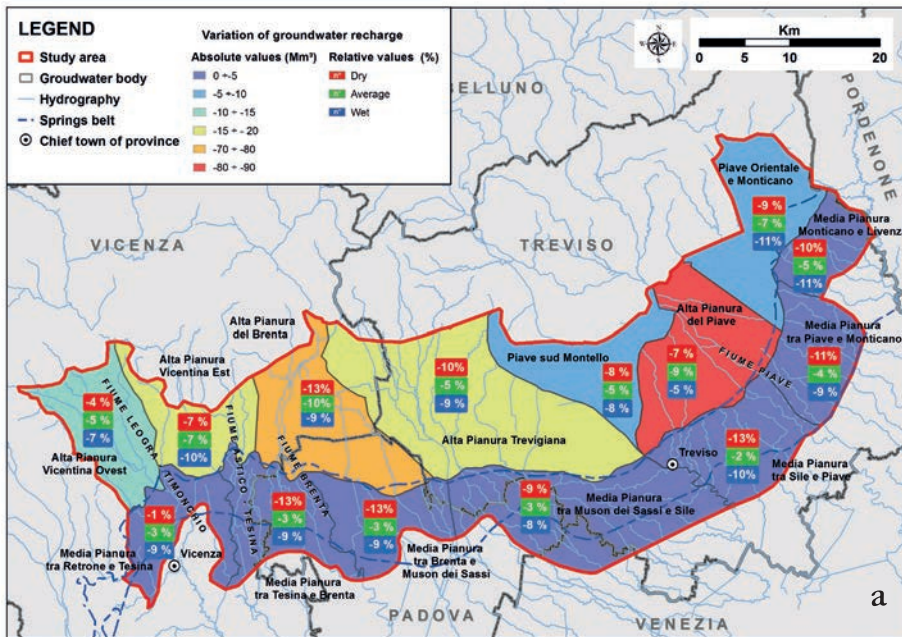 LEGEND
Study area
Groudwater body
Hydrography
Springs belt
Chief town of province
Variation of groundwater recharge
Absolute values (Mm³)
0 ÷ -5
-5 ÷ -10
-10 ÷ -15
-15 ÷ - 20
-70 ÷ -80
-80 ÷ -90
Relative values (%)
n° Dry
n° Average
n° Wet
Km
0 5 10 20
BELLUNO
PORDENONE
VICENZA
TREVISO
Piave Orientale
e Monticano
-9 %
-7 %
-11%
Media Pianura
Monticano e Livenza
-10%
-5 %
-11%
Alta Pianura
del Piave
-7 %
-9 %
-5 %
FIUME PIAVE
Media Pianura
tra Piave e Monticano
-11%
-4 %
-9 %
Alta Pianura
del Brenta
-13%
-10%
-9 %
Piave sud Montello
-8 %
-5 %
-8 %
-10%
-5 %
-9 %
Alta Pianura Trevigiana
Alta Pianura
Vicentina Est
-7 %
-7 %
-10%
FIUME LEOGRA
TIMONCHIO
FIUME ASTICO - TESINA
FIUME BRENTA
-4 %
-5 %
-7 %
Alta Pianura
Vicentina Ovest
Treviso
-13%
-2 %
-10%
Media Pianura
tra Sile e Piave
-9 %
-3 %
-8 %
Media Pianura
tra Muson dei Sassi e Sile
-13%
-3 %
-9 %
Media Pianura
tra Brenta e
Muson dei Sassi
-13%
-3 %
-9 %
Media Pianura
tra Tesina e Brenta
-1 %
-3 %
-9 %
Vicenza
Media Pianura
tra Retrone e Tesina
PADOVA
VENEZIA
a